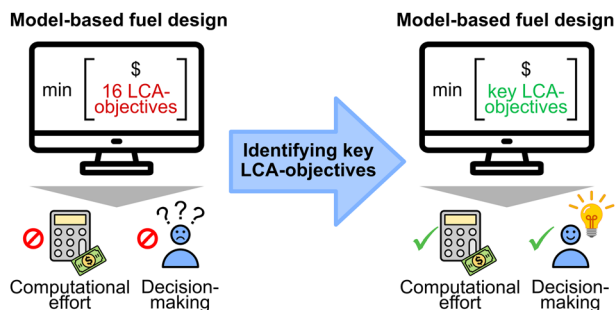 Model-based fuel design
min
$
16 LCA-
objectives
Computational
effort
? ? ?
Decision-
making
$
Identifying key
LCA-objectives
Model-based fuel design
min
$
key LCA-
objectives
Computational
effort
$
Decision-
making